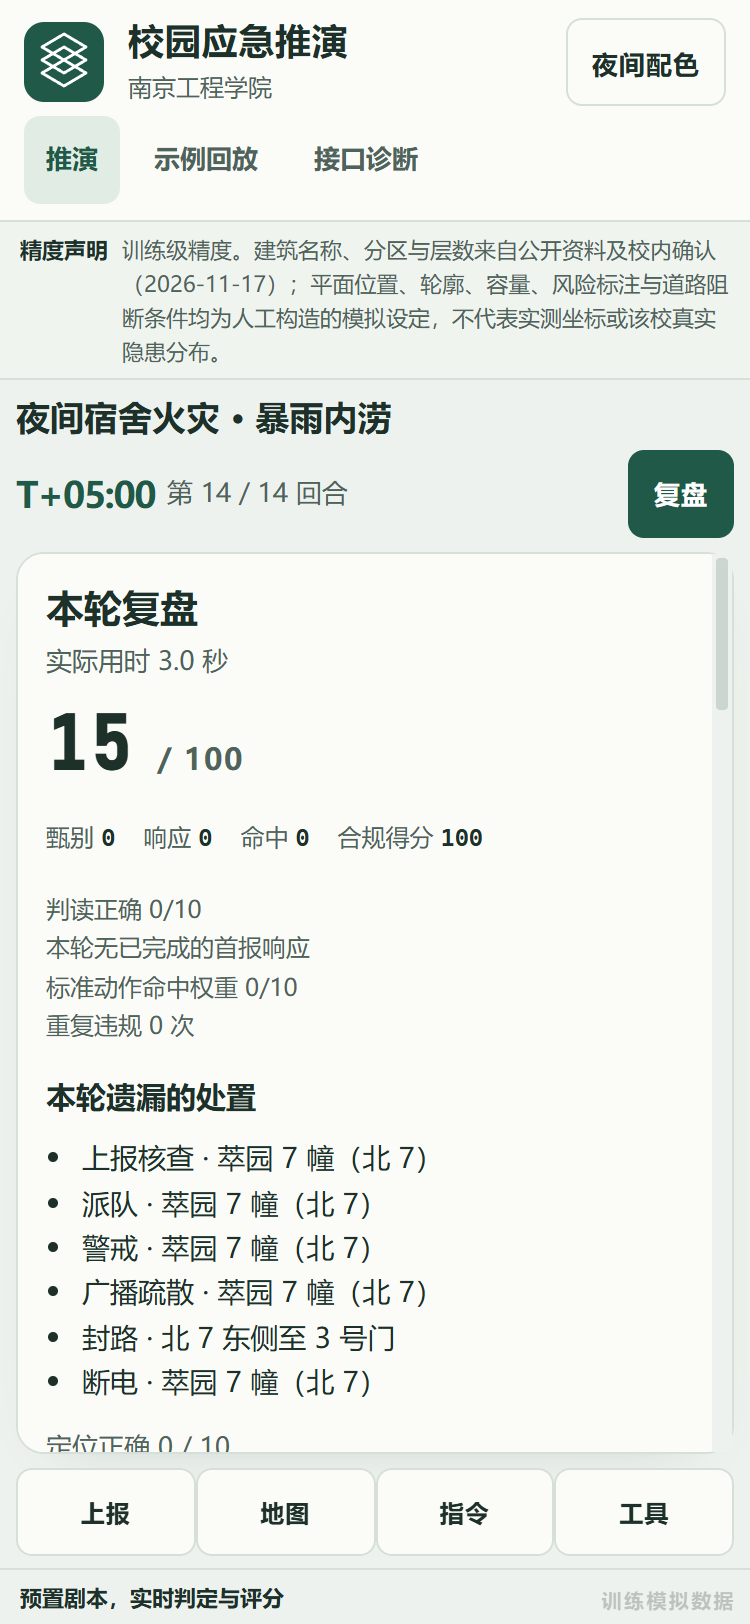 校园应急推演
南京工程学院
夜间配色
推演 示例回放 接口诊断
精度声明 训练级精度。建筑名称、分区与层数来自公开资料及校内确认
（2026-11-17）；平面位置、轮廓、容量、风险标注与道路阻
断条件均为人工构造的模拟设定，不代表实测坐标或该校真实
隐患分布。
夜间宿舍火灾・暴雨内涝
T+05:00 第 14 / 14 回合
复盘
本轮复盘
实际用时 3.0 秒
15 / 100
甄别 0 响应 0 命中 0 合规得分 100
判读正确 0/10
本轮无已完成的首报响应
标准动作命中权重 0/10
重复违规 0 次
本轮遗漏的处置
• 上报核查 · 萃园 7 幢（北 7）
• 派队 · 萃园 7 幢（北 7）
• 警戒 · 萃园 7 幢（北 7）
• 广播疏散 · 萃园 7 幢（北 7）
• 封路 · 北 7 东侧至 3 号门
• 断电 · 萃园 7 幢（北 7）
定位正确 0 / 10
上报 地图 指令 工具
预置剧本，实时判定与评分 训练模拟数据